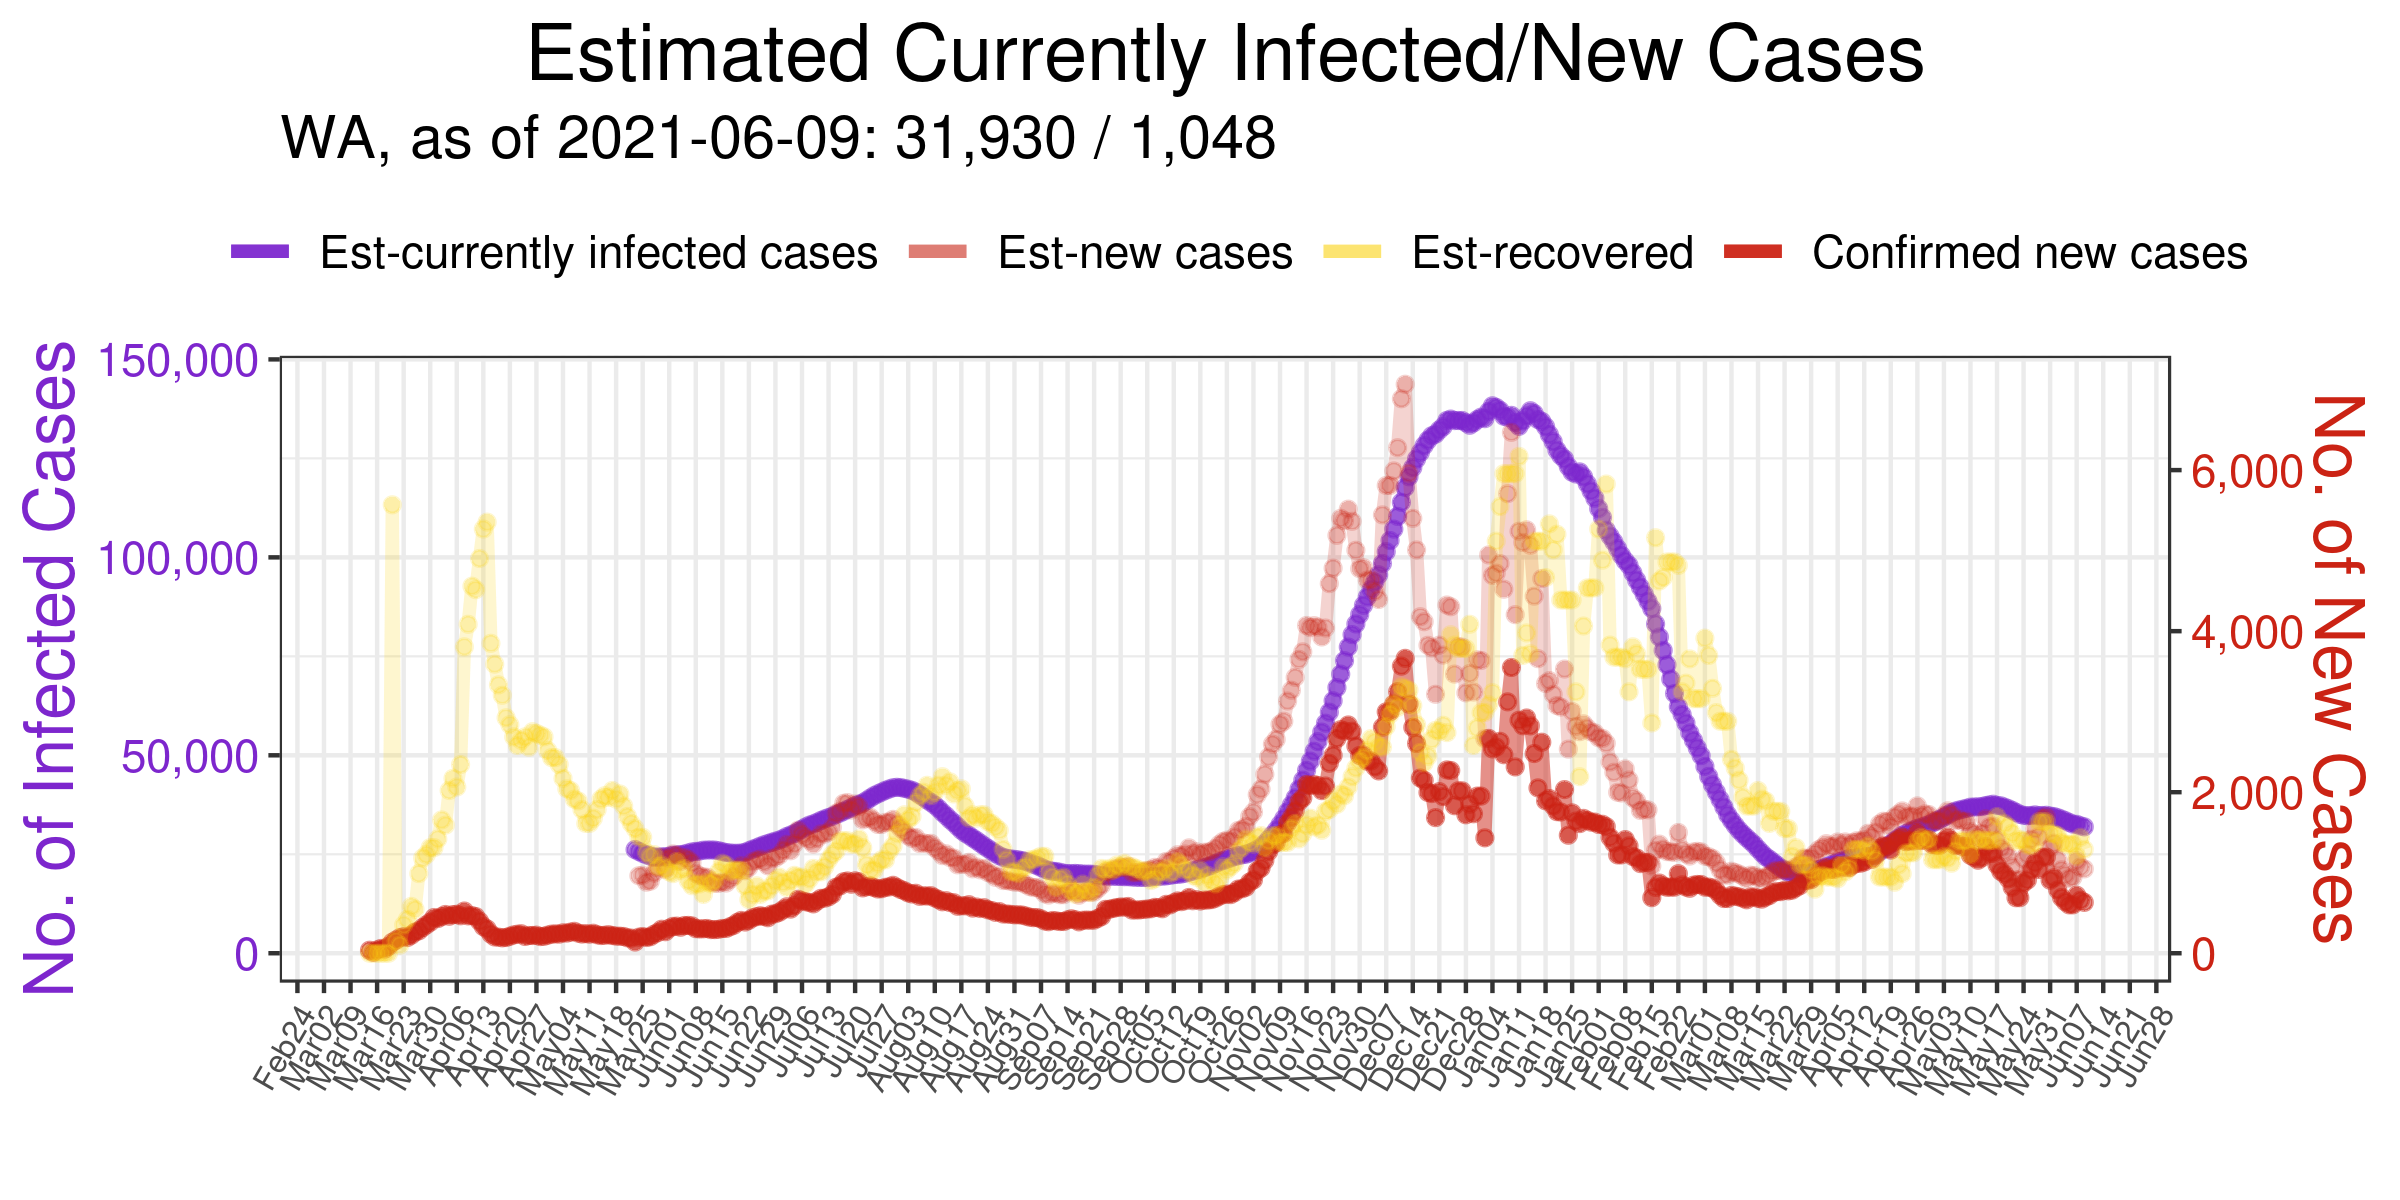 Estimated Currently Infected/New Cases
WA, as of 2021-06-09: 31,930 / 1,048
Est-currently infected cases Est-new cases Est-recovered Confirmed new cases
No. of Infected Cases
150,000
100,000
50,000
0
6,000
4,000
2,000
0
No. of New Cases
Feb24 Mar02 Mar09 Mar16 Mar23 Mar30 Apr06 Apr13 Apr20 Apr27 May04 May11 May18 May25 Jun01 Jun08 Jun15 Jun22 Jun29 Jul06 Jul13 Jul20 Jul27 Aug03 Aug10 Aug17 Aug24 Aug31 Sep07 Sep14 Sep21 Sep28 Oct05 Oct12 Oct19 Oct26 Nov02 Nov09 Nov16 Nov23 Nov30 Dec07 Dec14 Dec21 Dec28 Jan04 Jan11 Jan18 Jan25 Feb01 Feb08 Feb15 Feb22 Mar01 Mar08 Mar15 Mar22 Mar29 Apr05 Apr12 Apr19 Apr26 May03 May10 May17 May24 May31 Jun07 Jun14 Jun21 Jun28